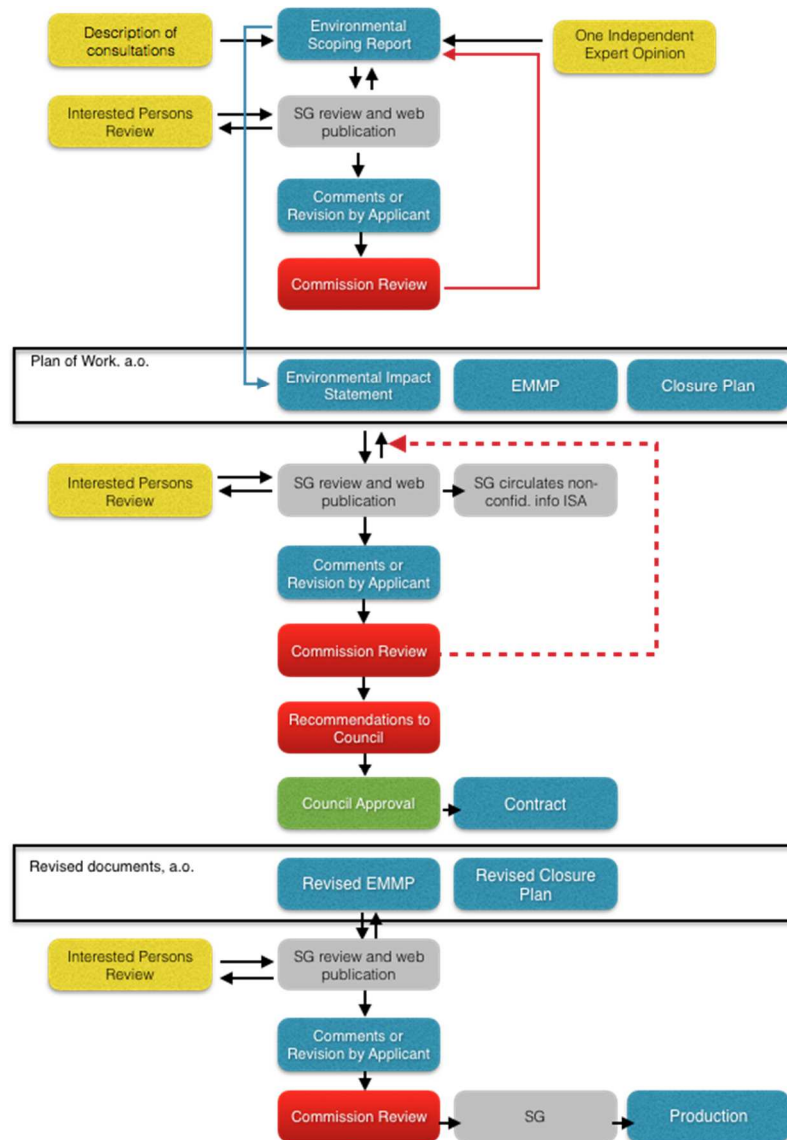 Description of
consultations
Environmental
Scoping Report
One Independent
Expert Opinion
Interested Persons
Review
SG review and web
publication
Comments or
Revision by Applicant
Commission Review
Plan of Work. a.o.
Environmental Impact
Statement
EMMP
Closure Plan
Interested Persons
Review
SG review and web
publication
SG circulates non-
confid. info ISA
Comments or
Revision by Applicant
Commission Review
Recommendations to
Council
Council Approval
Contract
Revised documents, a.o.
Revised EMMP
Revised Closure
Plan
Interested Persons
Review
SG review and web
publication
Comments or
Revision by Applicant
Commission Review
SG
Production